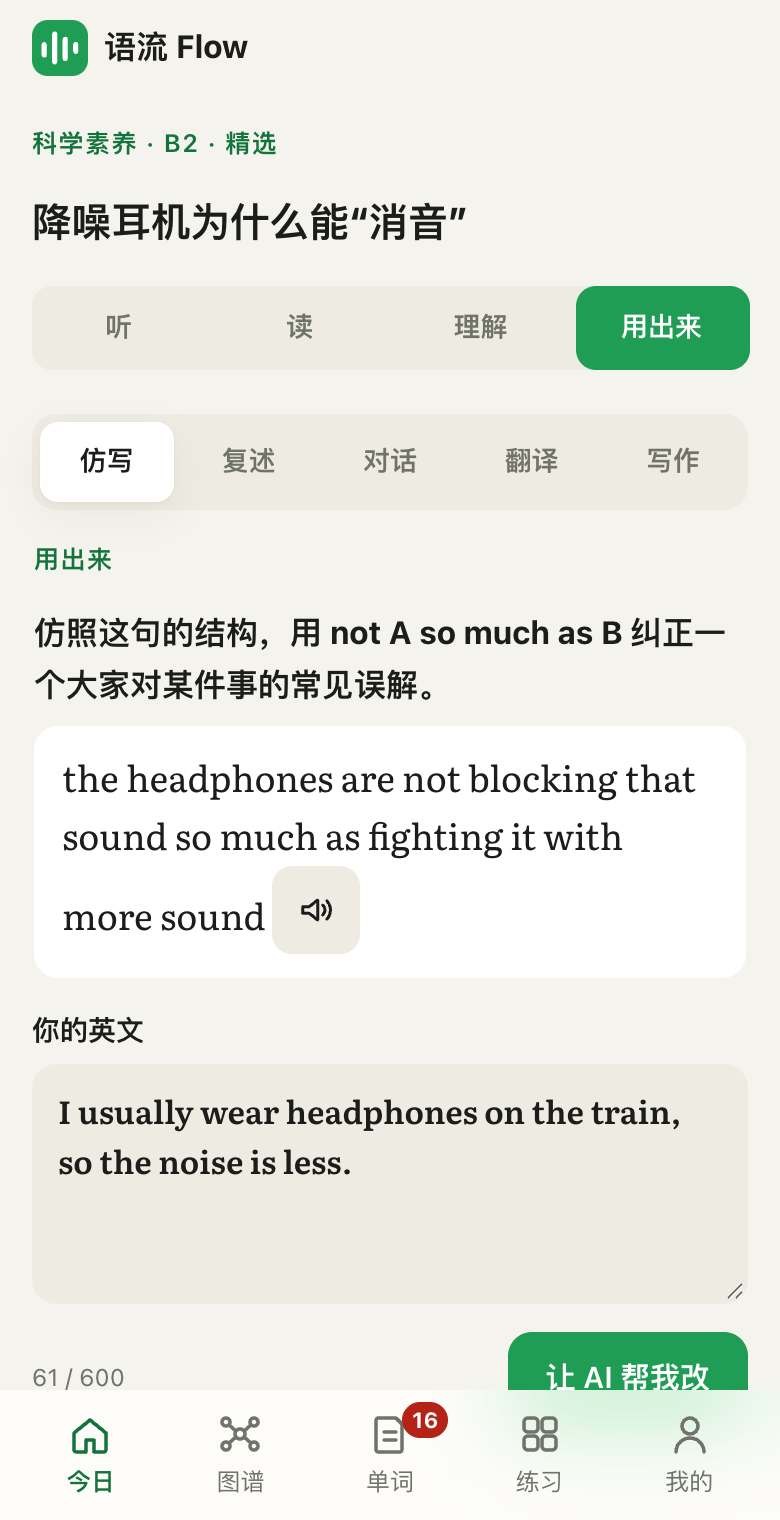 语流 Flow
科学素养 · B2 · 精选
降噪耳机为什么能“消音”
听 读 理解 用出来
仿写 复述 对话 翻译 写作
用出来
仿照这句的结构，用 not A so much as B 纠正一
个大家对某件事的常见误解。
the headphones are not blocking that
sound so much as fighting it with
more sound
你的英文
I usually wear headphones on the train,
so the noise is less.
61 / 600
让 AI 帮我改
16
今日 图谱 单词 练习 我的